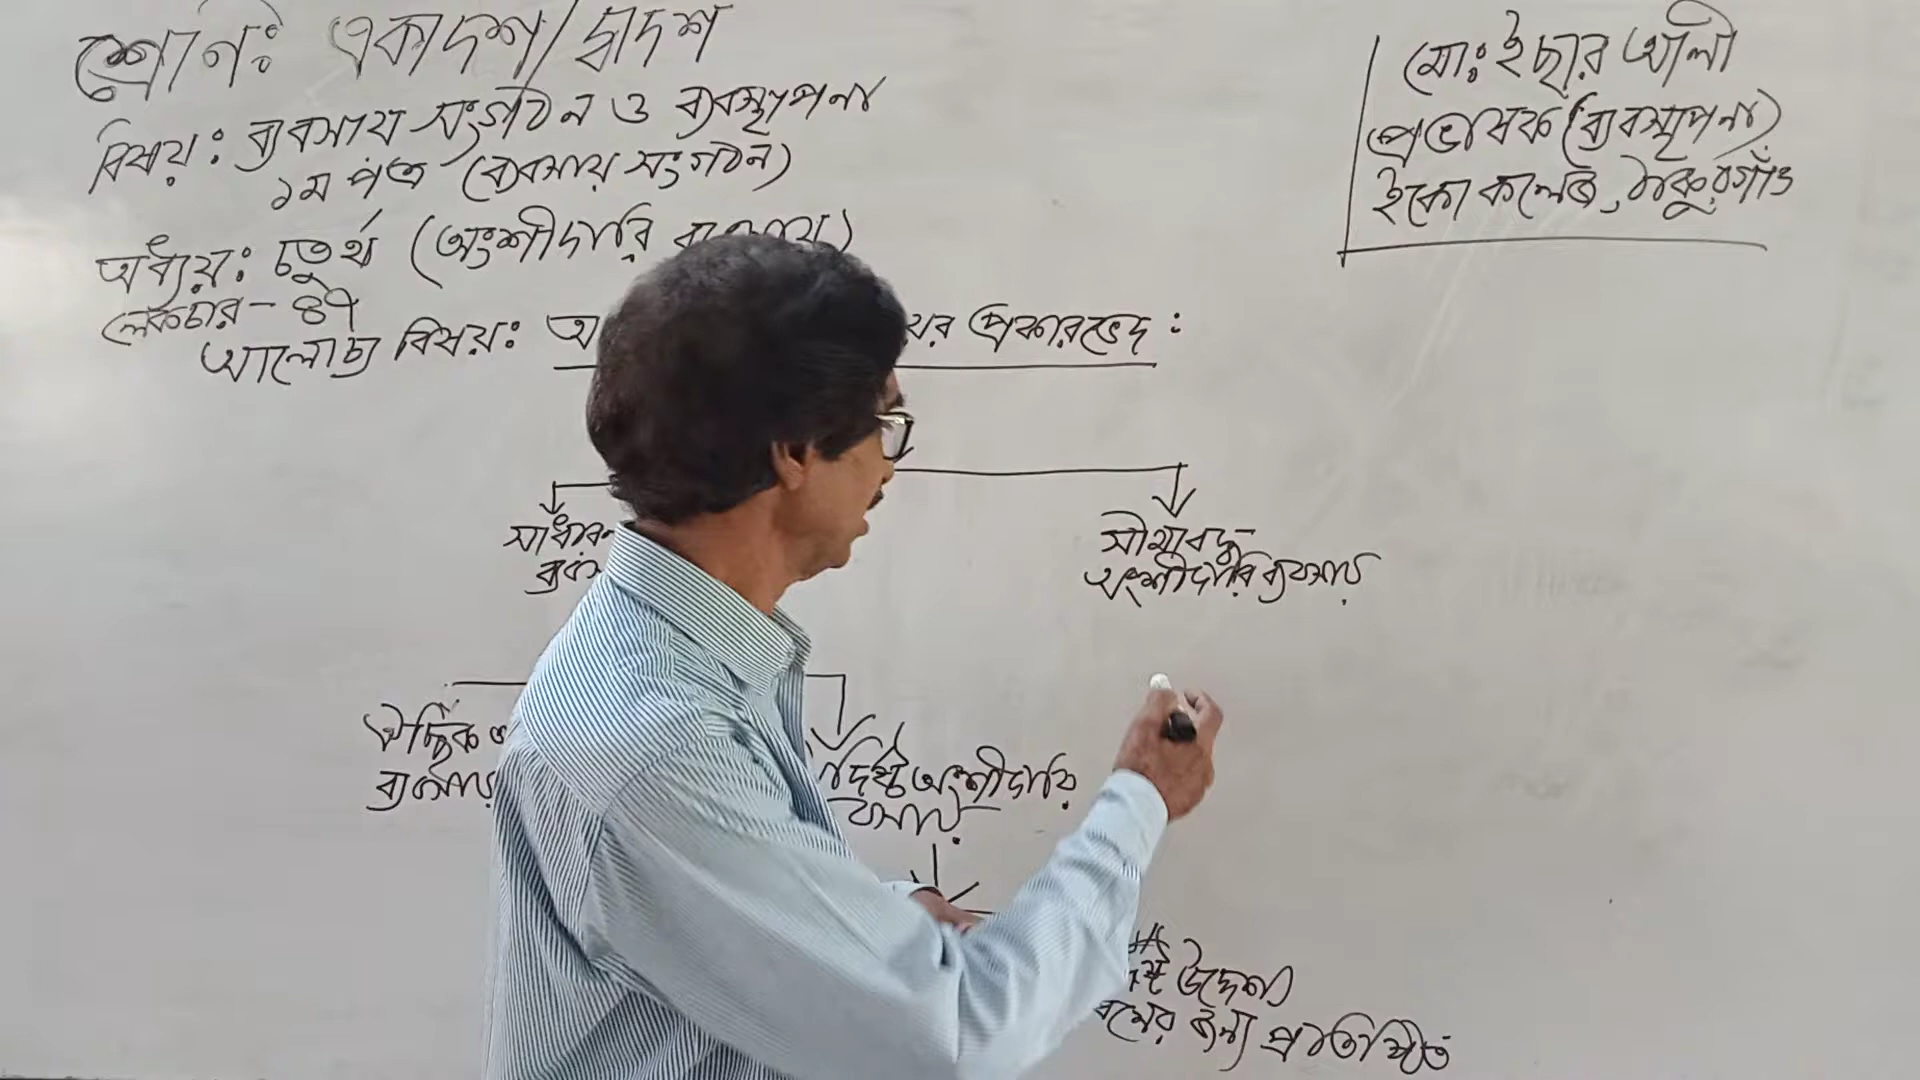 শ্রেণি: একাদশ/দ্বাদশ
বিষয়: ব্যবসায় সংগঠন ও ব্যবস্থাপনা
১ম পত্র (ব্যবসায় সংগঠন)
অধ্যায়: চতুর্থ (অংশীদারি ব্যবসায়)
লেকচার-৪৭
আলোচ্য বিষয়: অ য়ের প্রকারভেদ:
মো: ইছার আলী
প্রভাষক (ব্যবস্থাপনা)
ইকো কলেজ, ঠাকুরগাঁও
সাধারণ
ব্যবস
সীমাবদ্ধ
অংশীদারি ব্যবসায়
ঐচ্ছিক অ
ব্যবসায়
র্দিষ্ট অংশীদারি
বসায়
#
ষ্ট উদ্দেশ্য
জন্য প্রতিষ্ঠিত